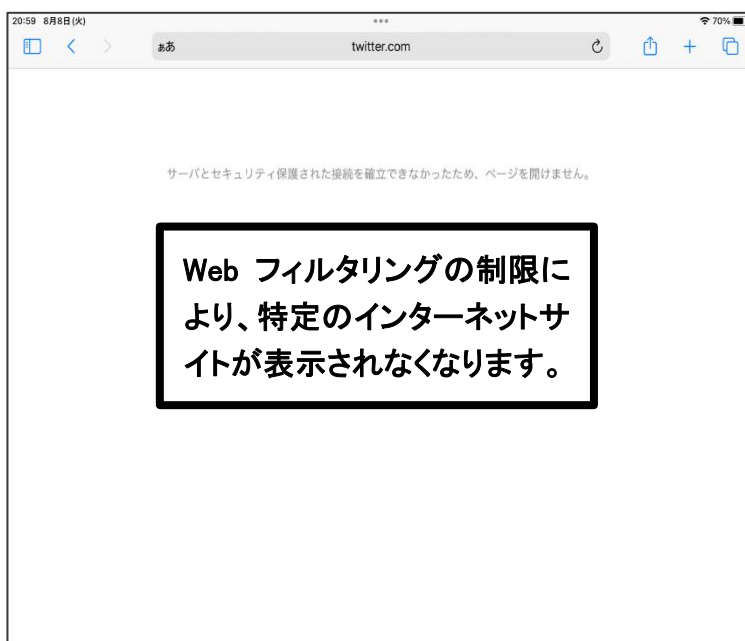 20:59 8月8日(火)
70%
ぁあ
twitter.com
サーバとセキュリティ保護された接続を確立できなかったため、ページを開けません。
Web フィルタリングの制限に
より、特定のインターネットサ
イトが表示されなくなります。